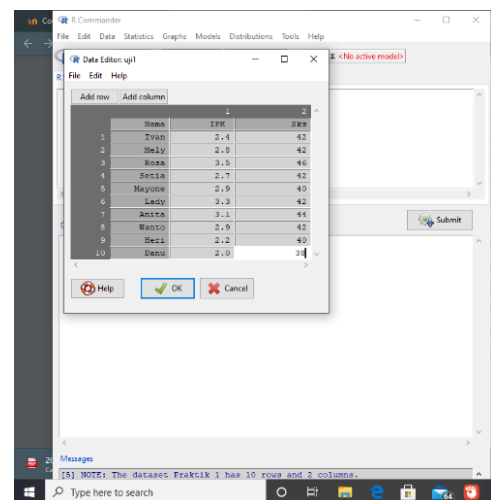 R Commander
File Edit Data Statistics Graphs Models Distributions Tools Help
<No active model>
Data Editor: uji1
File Edit Help
Add row Add column
1 2
Nama IPK Sks
1 Ivan 2.4 42
2 Mely 2.8 42
3 Rosa 3.5 46
4 Setia 2.7 42
5 Mayone 2.9 40
6 Lady 3.3 42
7 Anita 3.1 44
8 Wanto 2.9 42
9 Heri 2.2 40
10 Danu 2.0 38
Help OK Cancel
Submit
Messages
[5] NOTE: The dataset Praktik 1 has 10 rows and 2 columns.
Type here to search
64